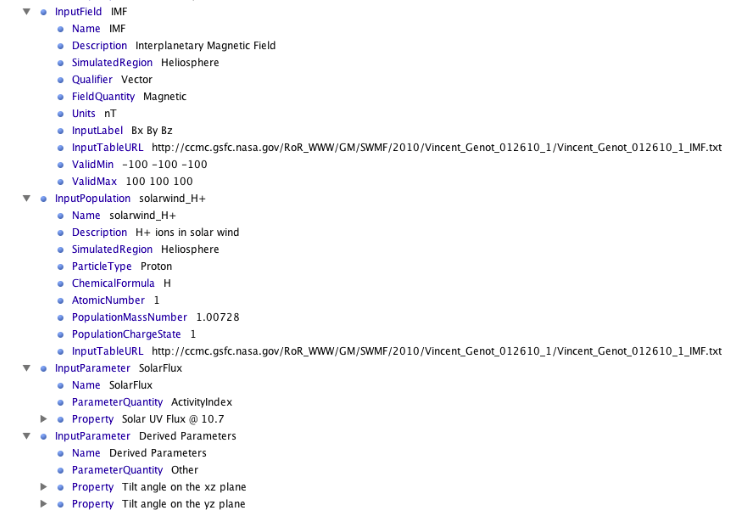 InputField IMF
Name IMF
Description Interplanetary Magnetic Field
SimulatedRegion Heliosphere
Qualifier Vector
FieldQuantity Magnetic
Units nT
InputLabel Bx By Bz
InputTableURL http://ccmc.gsfc.nasa.gov/RoR_WWW/GM/SWMF/2010/Vincent_Genot_012610_1/Vincent_Genot_012610_1_IMF.txt
ValidMin -100 -100 -100
ValidMax 100 100 100
InputPopulation solarwind_H+
Name solarwind_H+
Description H+ ions in solar wind
SimulatedRegion Heliosphere
ParticleType Proton
ChemicalFormula H
AtomicNumber 1
PopulationMassNumber 1.00728
PopulationChargeState 1
InputTableURL http://ccmc.gsfc.nasa.gov/RoR_WWW/GM/SWMF/2010/Vincent_Genot_012610_1/Vincent_Genot_012610_1_IMF.txt
InputParameter SolarFlux
Name SolarFlux
ParameterQuantity ActivityIndex
Property Solar UV Flux @ 10.7
InputParameter Derived Parameters
Name Derived Parameters
ParameterQuantity Other
Property Tilt angle on the xz plane
Property Tilt angle on the yz plane